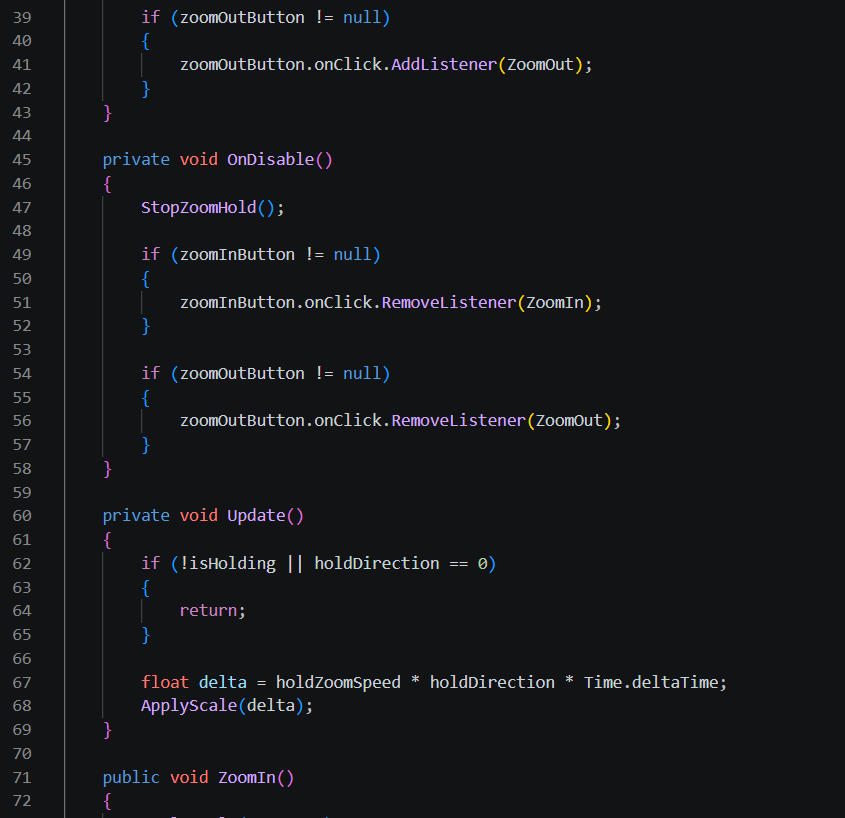 39 if (zoomOutButton != null)
40 {
41 zoomOutButton.onClick.AddListener(ZoomOut);
42 }
43 }
44
45 private void OnDisable()
46 {
47 StopZoomHold();
48
49 if (zoomInButton != null)
50 {
51 zoomInButton.onClick.RemoveListener(ZoomIn);
52 }
53
54 if (zoomOutButton != null)
55 {
56 zoomOutButton.onClick.RemoveListener(ZoomOut);
57 }
58 }
59
60 private void Update()
61 {
62 if (!isHolding || holdDirection == 0)
63 {
64 return;
65 }
66
67 float delta = holdZoomSpeed * holdDirection * Time.deltaTime;
68 ApplyScale(delta);
69 }
70
71 public void ZoomIn()
72 {